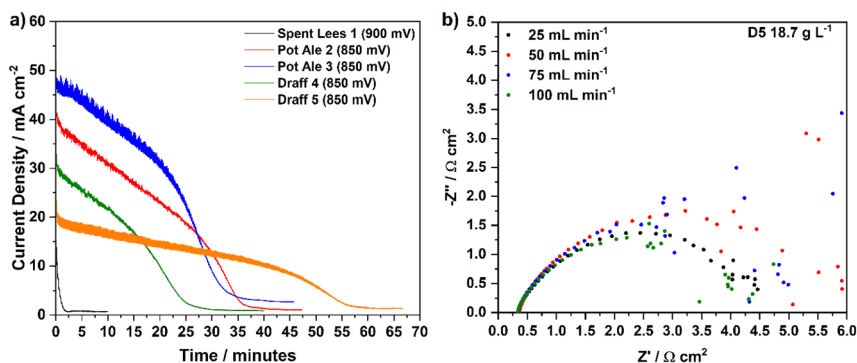 a)
Spent Lees 1 (900 mV)
Pot Ale 2 (850 mV)
Pot Ale 3 (850 mV)
Draff 4 (850 mV)
Draff 5 (850 mV)
Current Density / mA cm⁻²
60
50
40
30
20
10
0
0 5 10 15 20 25 30 35 40 45 50 55 60 65 70
Time / minutes
b)
25 mL min⁻¹
50 mL min⁻¹
75 mL min⁻¹
100 mL min⁻¹
D5 18.7 g L⁻¹
-Z'' / Ω cm²
-5.0
-4.5
-4.0
-3.5
-3.0
-2.5
-2.0
-1.5
-1.0
-0.5
0.0
0.0 0.5 1.0 1.5 2.0 2.5 3.0 3.5 4.0 4.5 5.0 5.5 6.0
Z' / Ω cm²